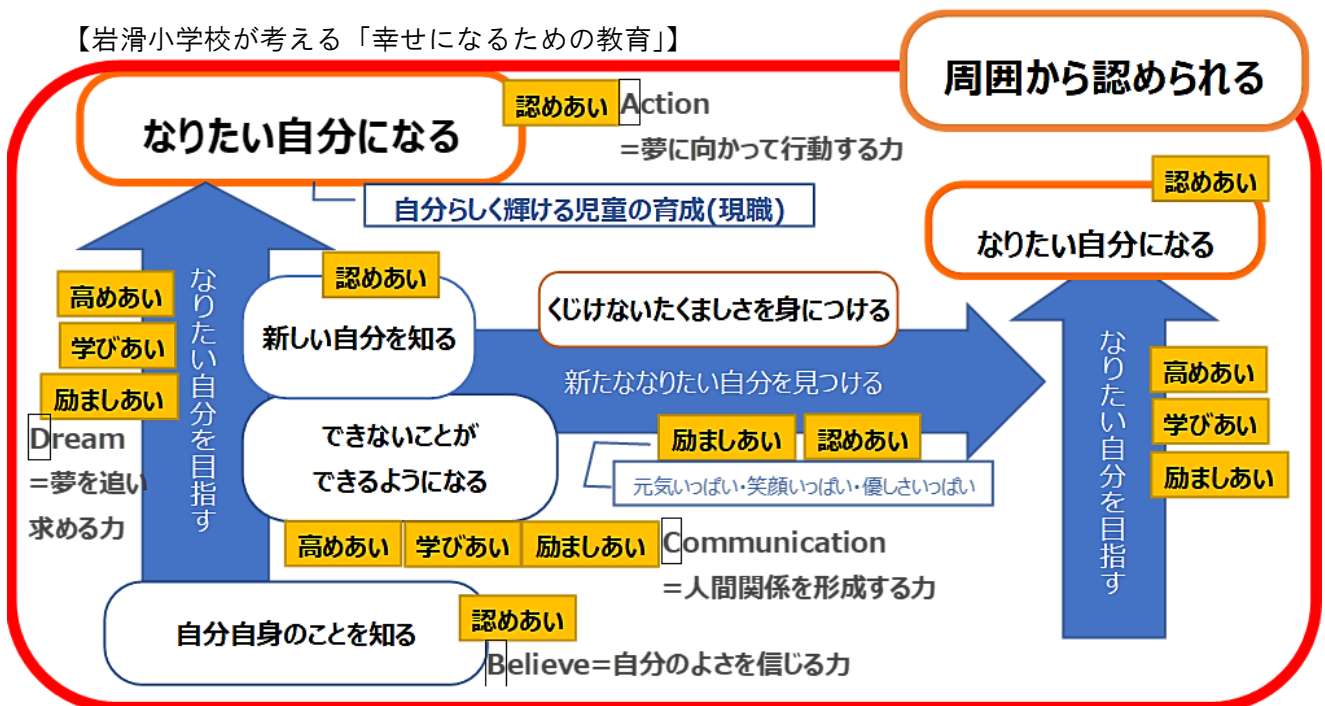 【岩滑小学校が考える「幸せになるための教育」】
周囲から認められる
なりたい自分になる
認めあい
Action
=夢に向かって行動する力
自分らしく輝ける児童の育成(現職)
認めあい
なりたい自分になる
なりたい自分を目指す
高めあい
学びあい
励ましあい
Dream
=夢を追い
求める力
認めあい
新しい自分を知る
くじけないたくましさを身につける
新たななりたい自分を見つける
できないことが
できるようになる
励ましあい
認めあい
元気いっぱい・笑顔いっぱい・優しさいっぱい
高めあい
学びあい
励ましあい
Communication
=人間関係を形成する力
なりたい自分を目指す
高めあい
学びあい
励ましあい
自分自身のことを知る
認めあい
Believe=自分のよさを信じる力